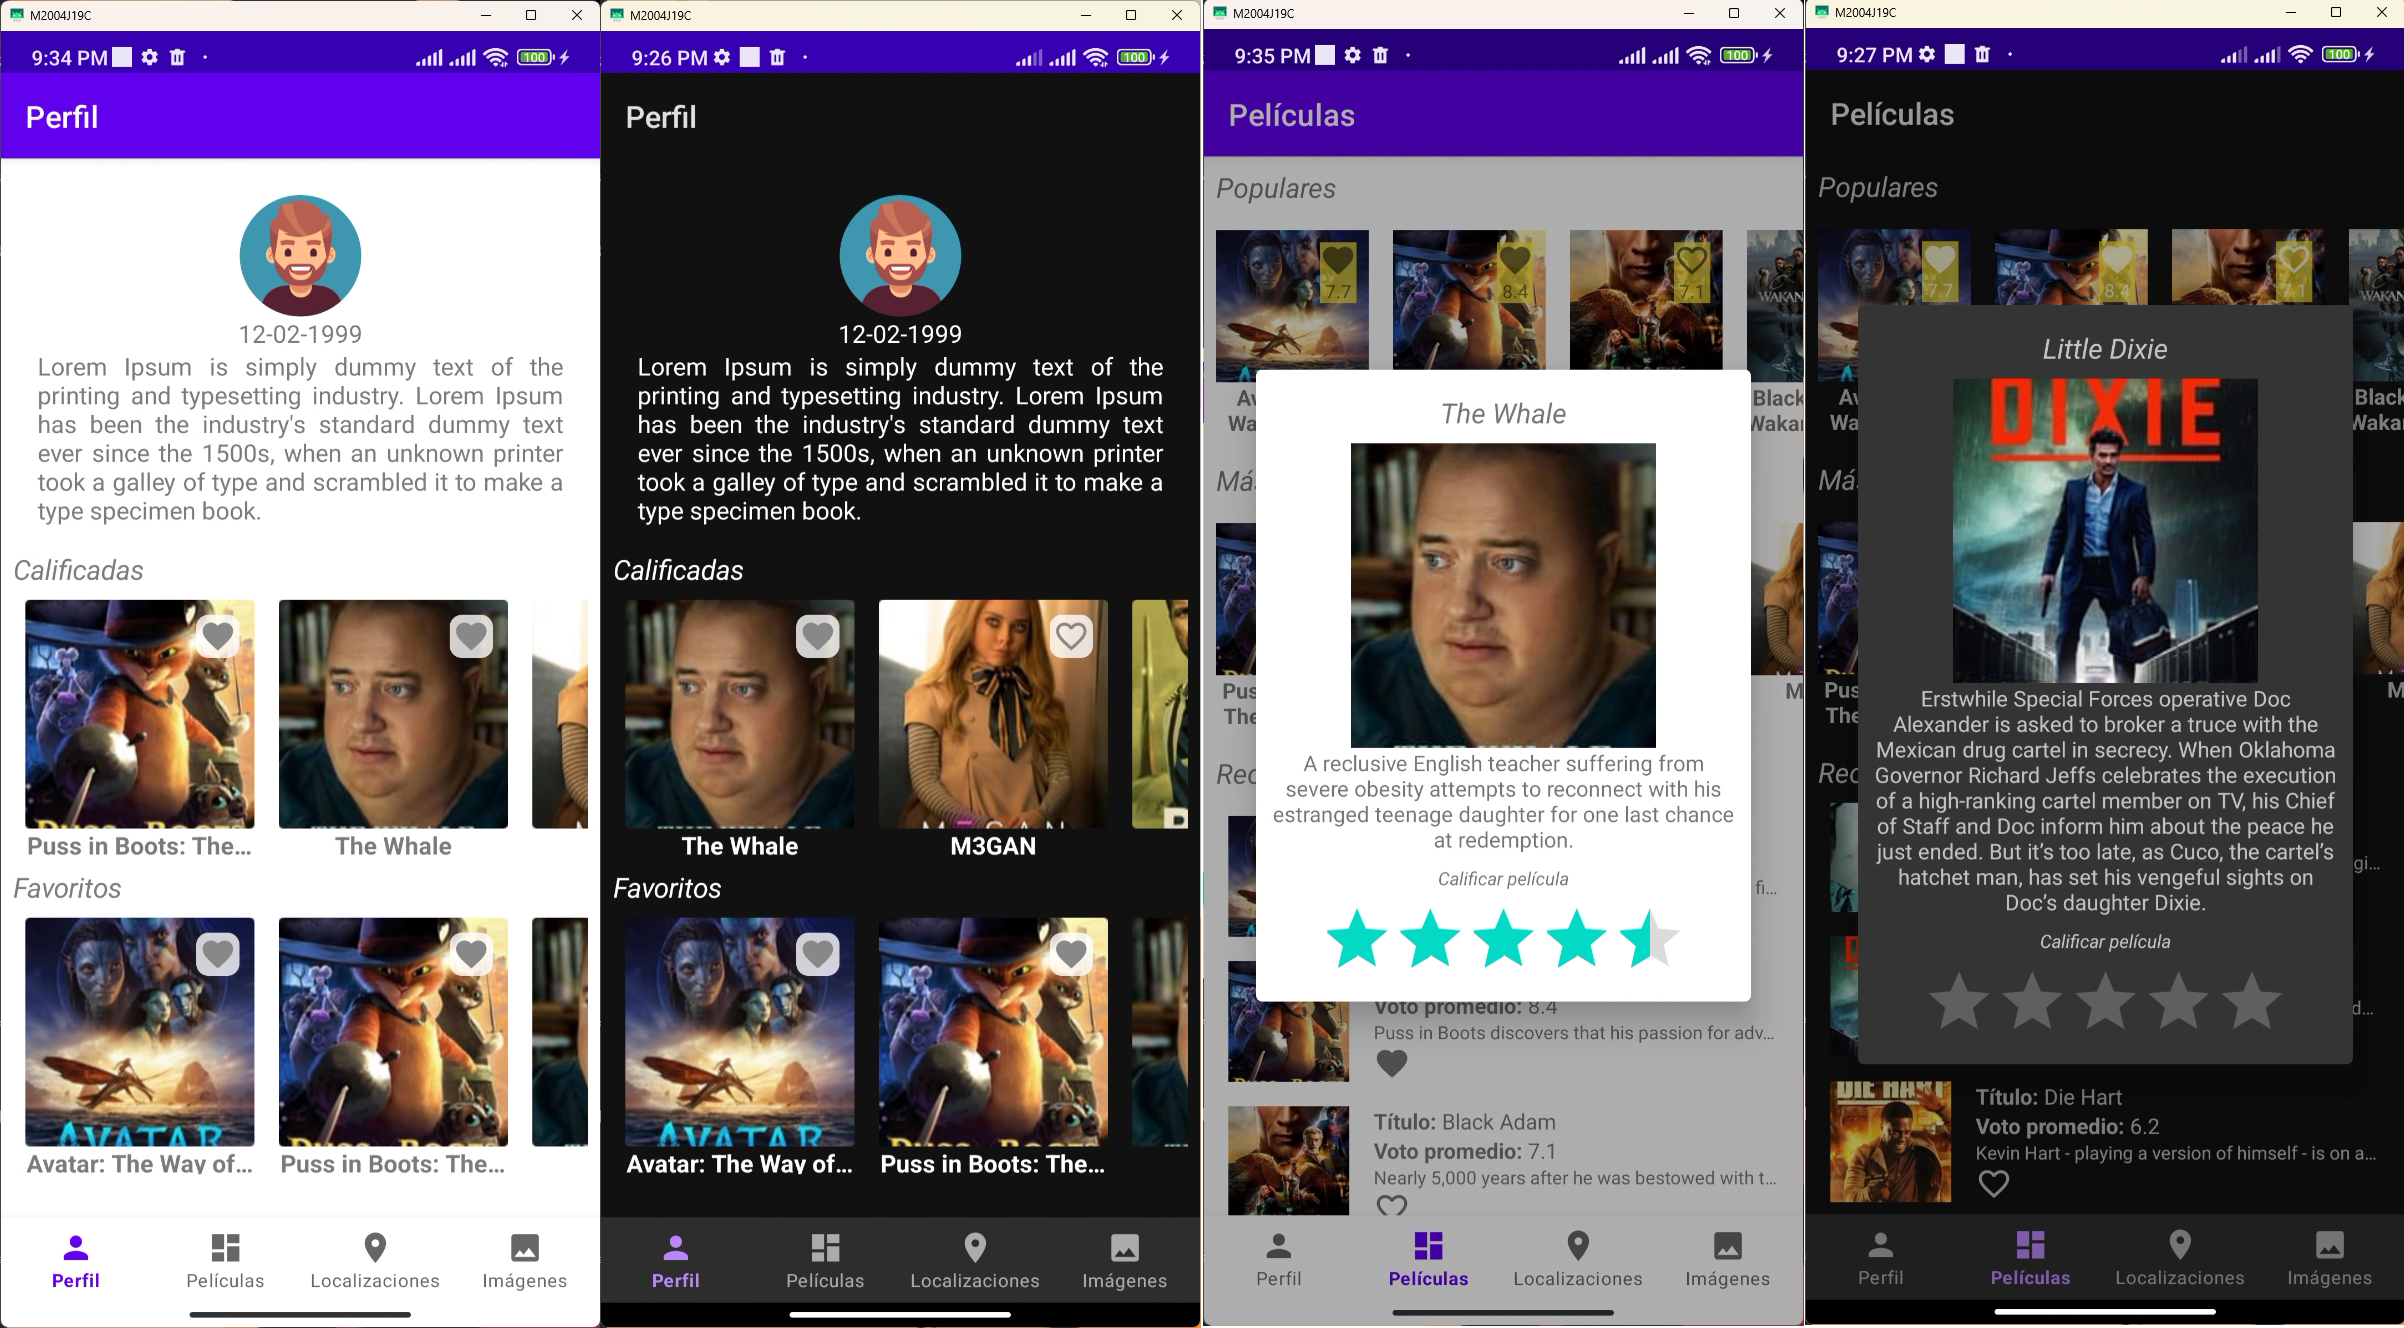 M2004J19C
9:34 PM
100
Perfil
12-02-1999
Lorem Ipsum is simply dummy text of the
printing and typesetting industry. Lorem Ipsum
has been the industry's standard dummy text
ever since the 1500s, when an unknown printer
took a galley of type and scrambled it to make a
type specimen book.
Calificadas
Puss in Boots: The...
The Whale
Favoritos
AVATAR
Avatar: The Way of...
Puss in Boots: The...
Perfil
Películas
Localizaciones
Imágenes
M2004J19C
9:26 PM
100
Perfil
12-02-1999
Lorem Ipsum is simply dummy text of the
printing and typesetting industry. Lorem Ipsum
has been the industry's standard dummy text
ever since the 1500s, when an unknown printer
took a galley of type and scrambled it to make a
type specimen book.
Calificadas
M3GAN
The Whale
M3GAN
Favoritos
AVATAR
Avatar: The Way of...
Puss in Boots: The...
Perfil
Películas
Localizaciones
Imágenes
M2004J19C
9:35 PM
100
Películas
Populares
7.7
8.4
7.1
WAKAN
Black
Wakan
The Whale
A reclusive English teacher suffering from
severe obesity attempts to reconnect with his
estranged teenage daughter for one last chance
at redemption.
Calificar película
Voto promedio: 8.4
Puss in Boots discovers that his passion for adv...
Título: Black Adam
Voto promedio: 7.1
Nearly 5,000 years after he was bestowed with t...
Perfil
Películas
Localizaciones
Imágenes
M2004J19C
9:27 PM
100
Películas
Populares
7.7
8.4
7.1
WAKAN
Black
Wakan
Little Dixie
DIXIE
Erstwhile Special Forces operative Doc
Alexander is asked to broker a truce with the
Mexican drug cartel in secrecy. When Oklahoma
Governor Richard Jeffs celebrates the execution
of a high-ranking cartel member on TV, his Chief
of Staff and Doc inform him about the peace he
just ended. But it’s too late, as Cuco, the cartel’s
hatchet man, has set his vengeful sights on
Doc’s daughter Dixie.
Calificar película
DIE HART
Título: Die Hart
Voto promedio: 6.2
Kevin Hart - playing a version of himself - is on a...
Perfil
Películas
Localizaciones
Imágenes